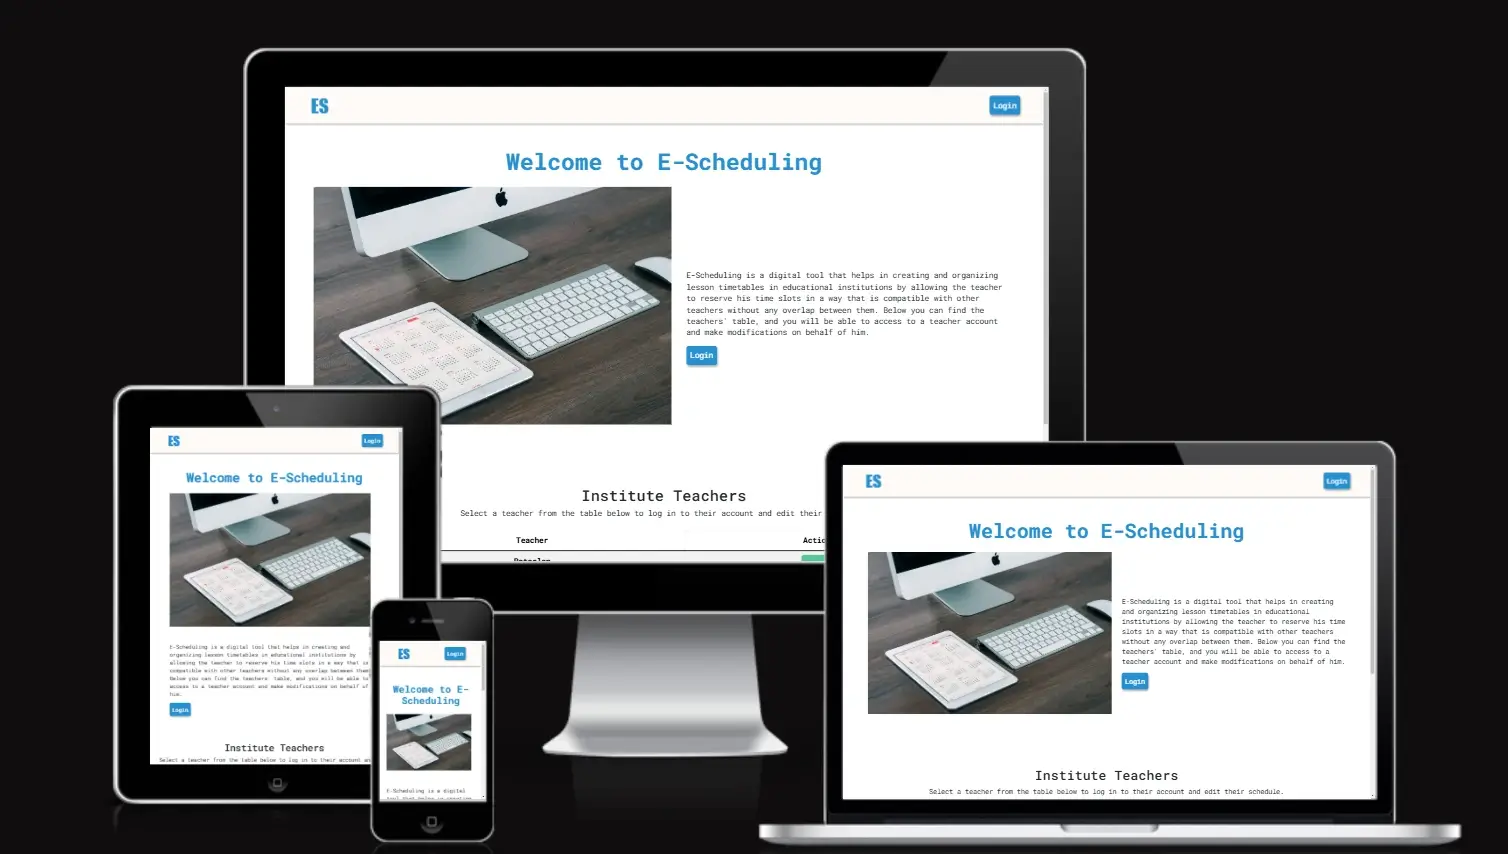 ES
Login
Welcome to E-Scheduling
E-Scheduling is a digital tool that helps in creating and organizing
lesson timetables in educational institutions by allowing the teacher
to reserve his time slots in a way that is compatible with other
teachers without any overlap between them. Below you can find the
teachers' table, and you will be able to access to a teacher account
and make modifications on behalf of him.
Login
Institute Teachers
Select a teacher from the table below to log in to their account and edit their
Teacher
ES
Login
Welcome to E-Scheduling
E-Scheduling is a digital tool that helps in creating and
organizing lesson timetables in educational institutions by
allowing the teacher to reserve his time slots in a way that is
compatible with other teachers without any overlap between them.
Below you can find the teachers' table, and you will be able to
access to a teacher account and make modifications on behalf of
him.
Login
Institute Teachers
Select a teacher from the table below to log in to their account
ES
Login
Welcome to E-
Scheduling
E-Scheduling is a digital
ES
Login
Welcome to E-Scheduling
E-Scheduling is a digital tool that helps in creating
and organizing lesson timetables in educational
institutions by allowing the teacher to reserve his time
slots in a way that is compatible with other teachers
without any overlap between them. Below you can find the
teachers' table, and you will be able to access to a
teacher account and make modifications on behalf of him.
Login
Institute Teachers
Select a teacher from the table below to log in to their account and edit their schedule.